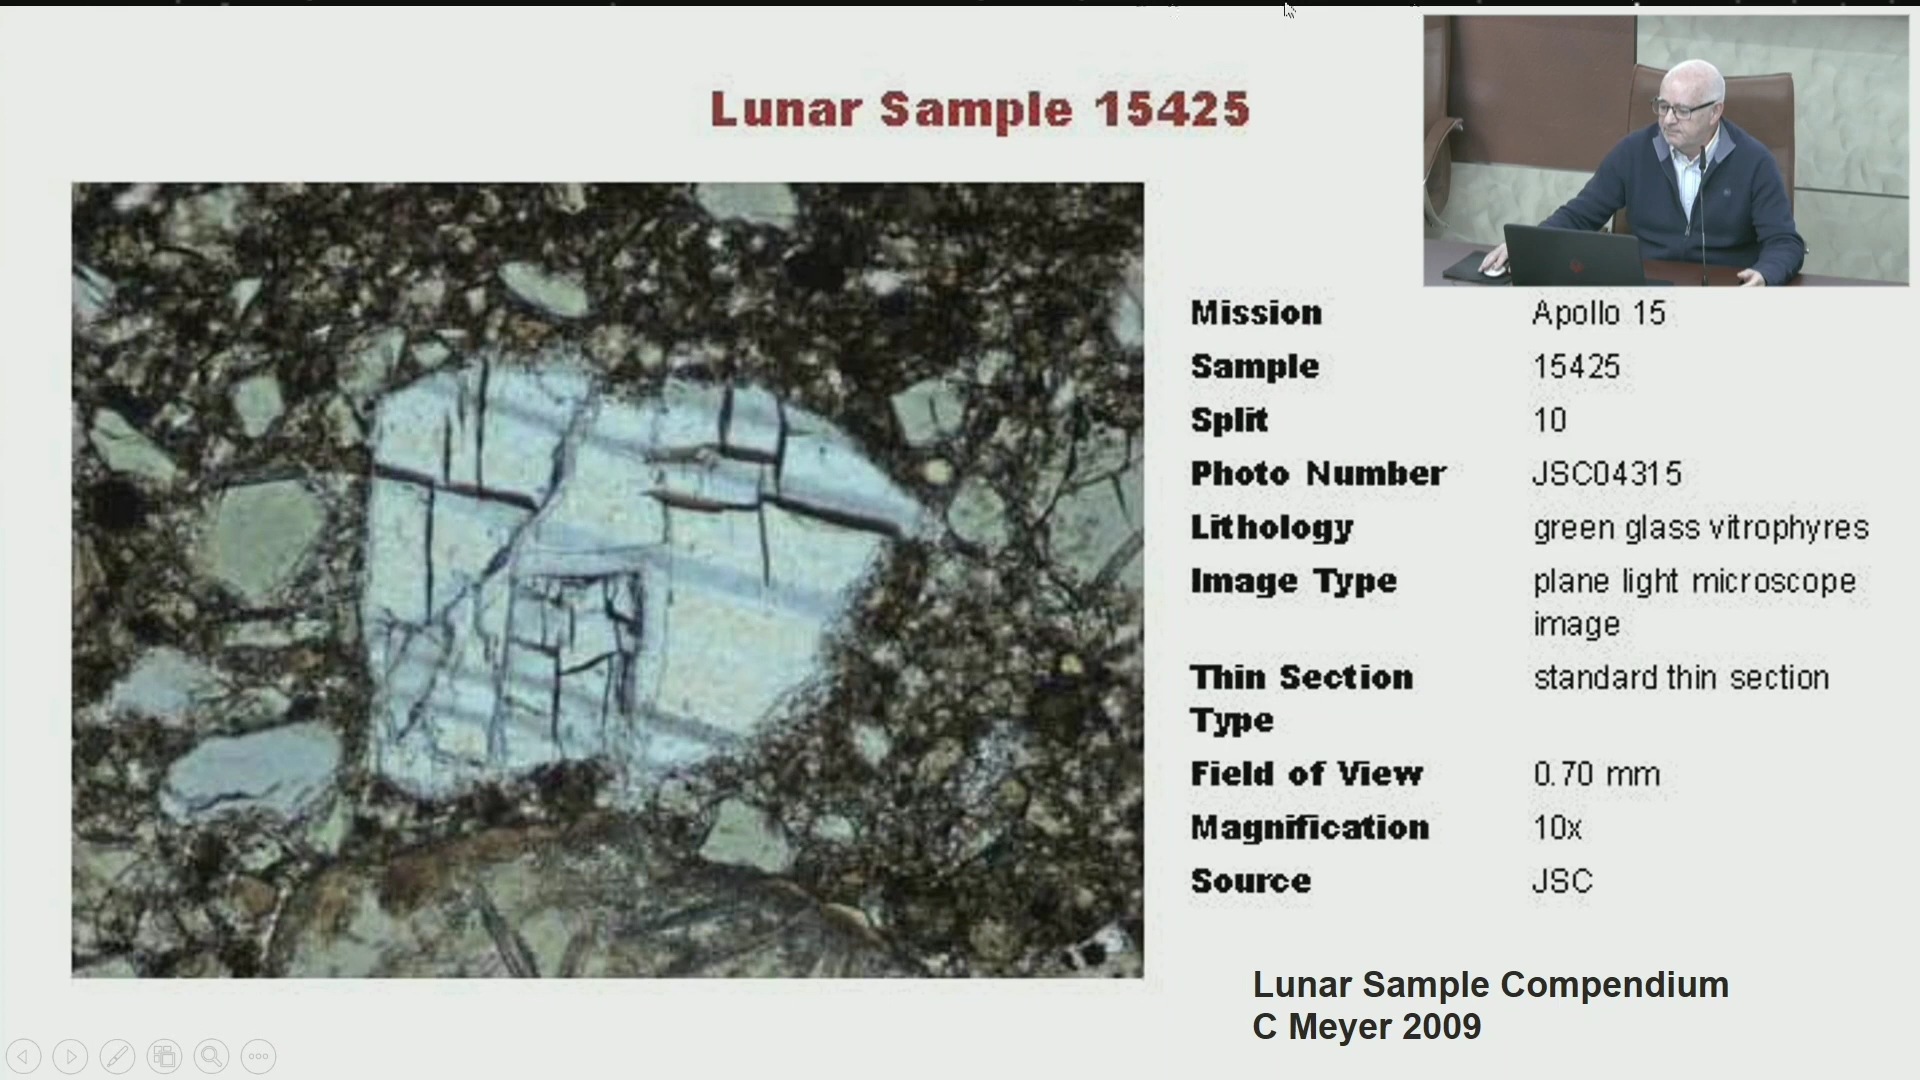 Lunar Sample 15425
Mission Apollo 15
Sample 15425
Split 10
Photo Number JSC04315
Lithology green glass vitrophyres
Image Type plane light microscope
image
Thin Section standard thin section
Type
Field of View 0.70 mm
Magnification 10x
Source JSC
Lunar Sample Compendium
C Meyer 2009